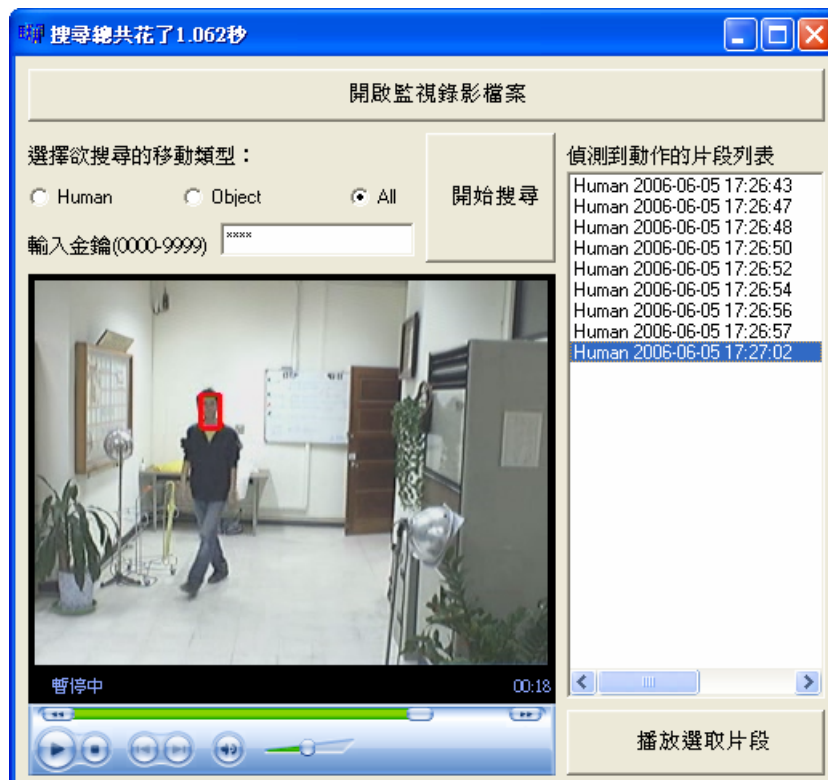 搜尋總共花了1.062秒
開啟監視錄影檔案
選擇欲搜尋的移動類型：
Human Object All
輸入金鑰(0000-9999) ****
開始搜尋
偵測到動作的片段列表
Human 2006-06-05 17:26:43
Human 2006-06-05 17:26:47
Human 2006-06-05 17:26:48
Human 2006-06-05 17:26:50
Human 2006-06-05 17:26:52
Human 2006-06-05 17:26:54
Human 2006-06-05 17:26:56
Human 2006-06-05 17:26:57
Human 2006-06-05 17:27:02
暫停中 00:18
播放選取片段